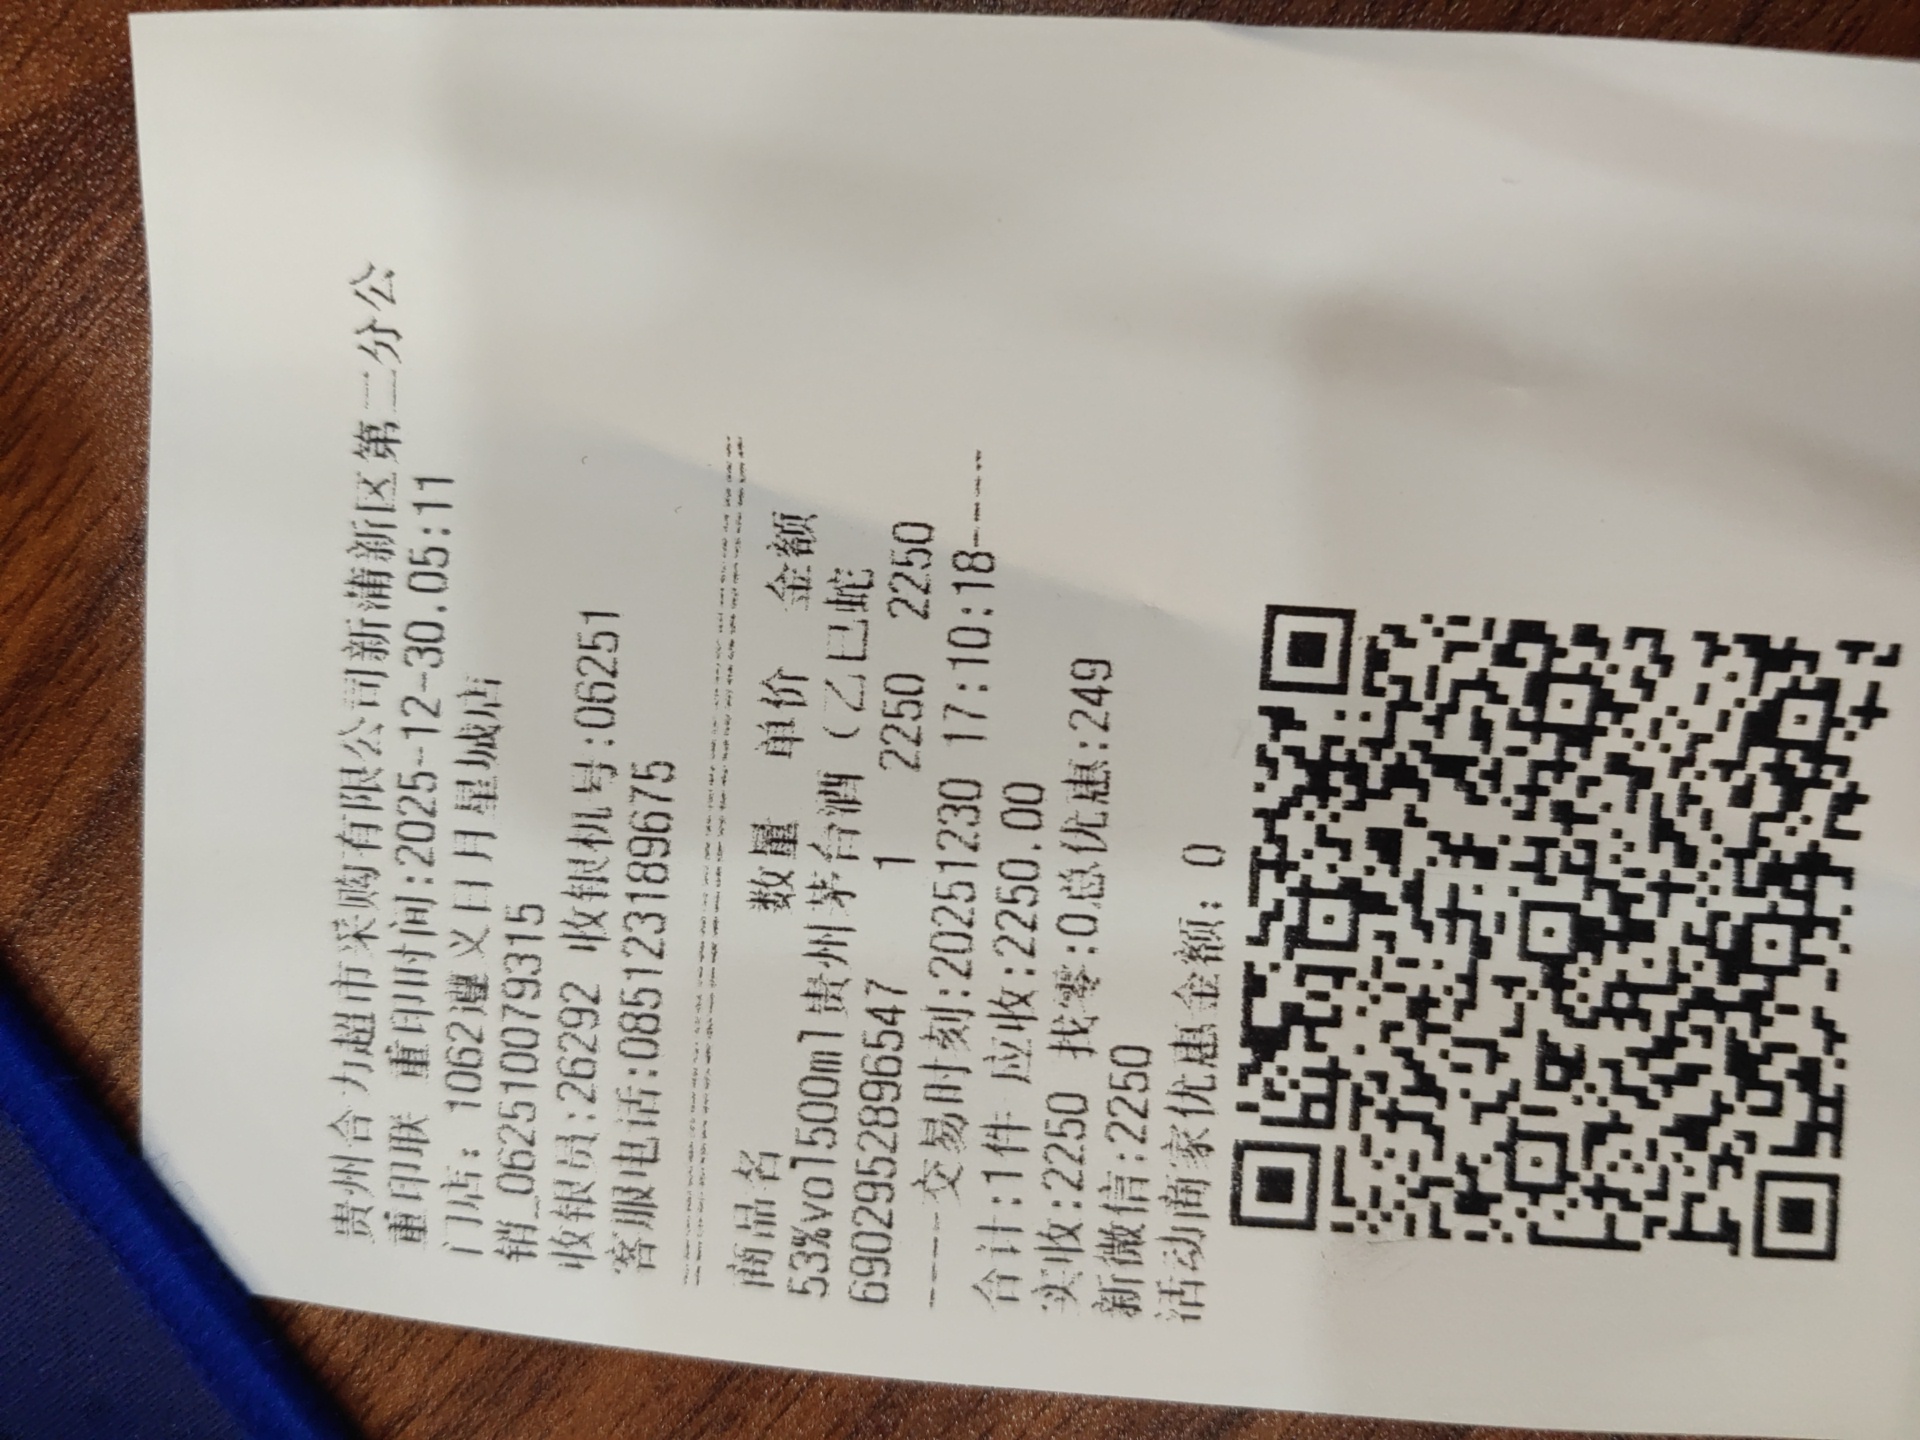 贵州合力超市采购有限公司新蒲新区第二分公
重印联 重印时间:2025-12-30.05:11
门店: 1062遵义日月星城店
销_062510079315
收银员:26292 收银机号:06251
客服电话:085123189675
商品名 数量 单价 金额
53%vol500ml贵州茅台酒（乙巳蛇
6902952896547 1 2250 2250
-----交易时刻:20251230 17:10:18-----
合计:1件 应收:2250.00
实收:2250 找零:0总优惠:249
新微信:2250
活动商家优惠金额: 0